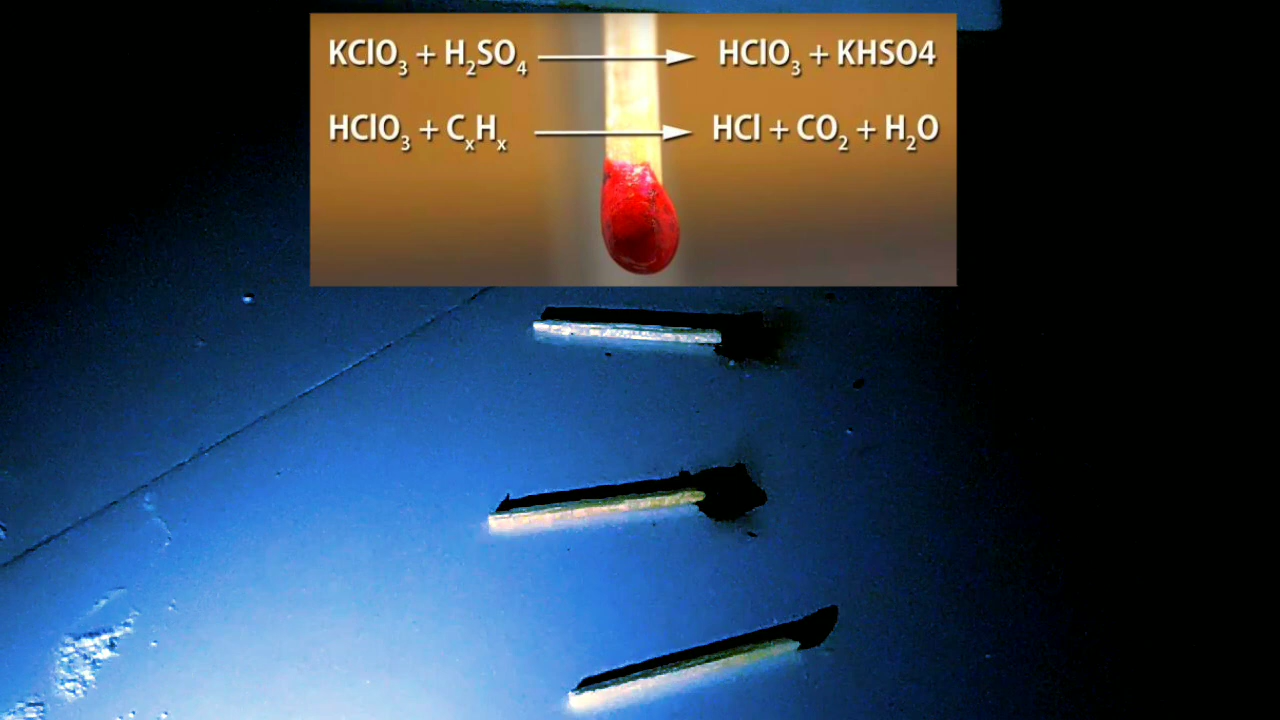 KClO₃ + H₂SO₄ ⟶ HClO₃ + KHSO4
HClO₃ + CₓHₓ ⟶ HCl + CO₂ + H₂O